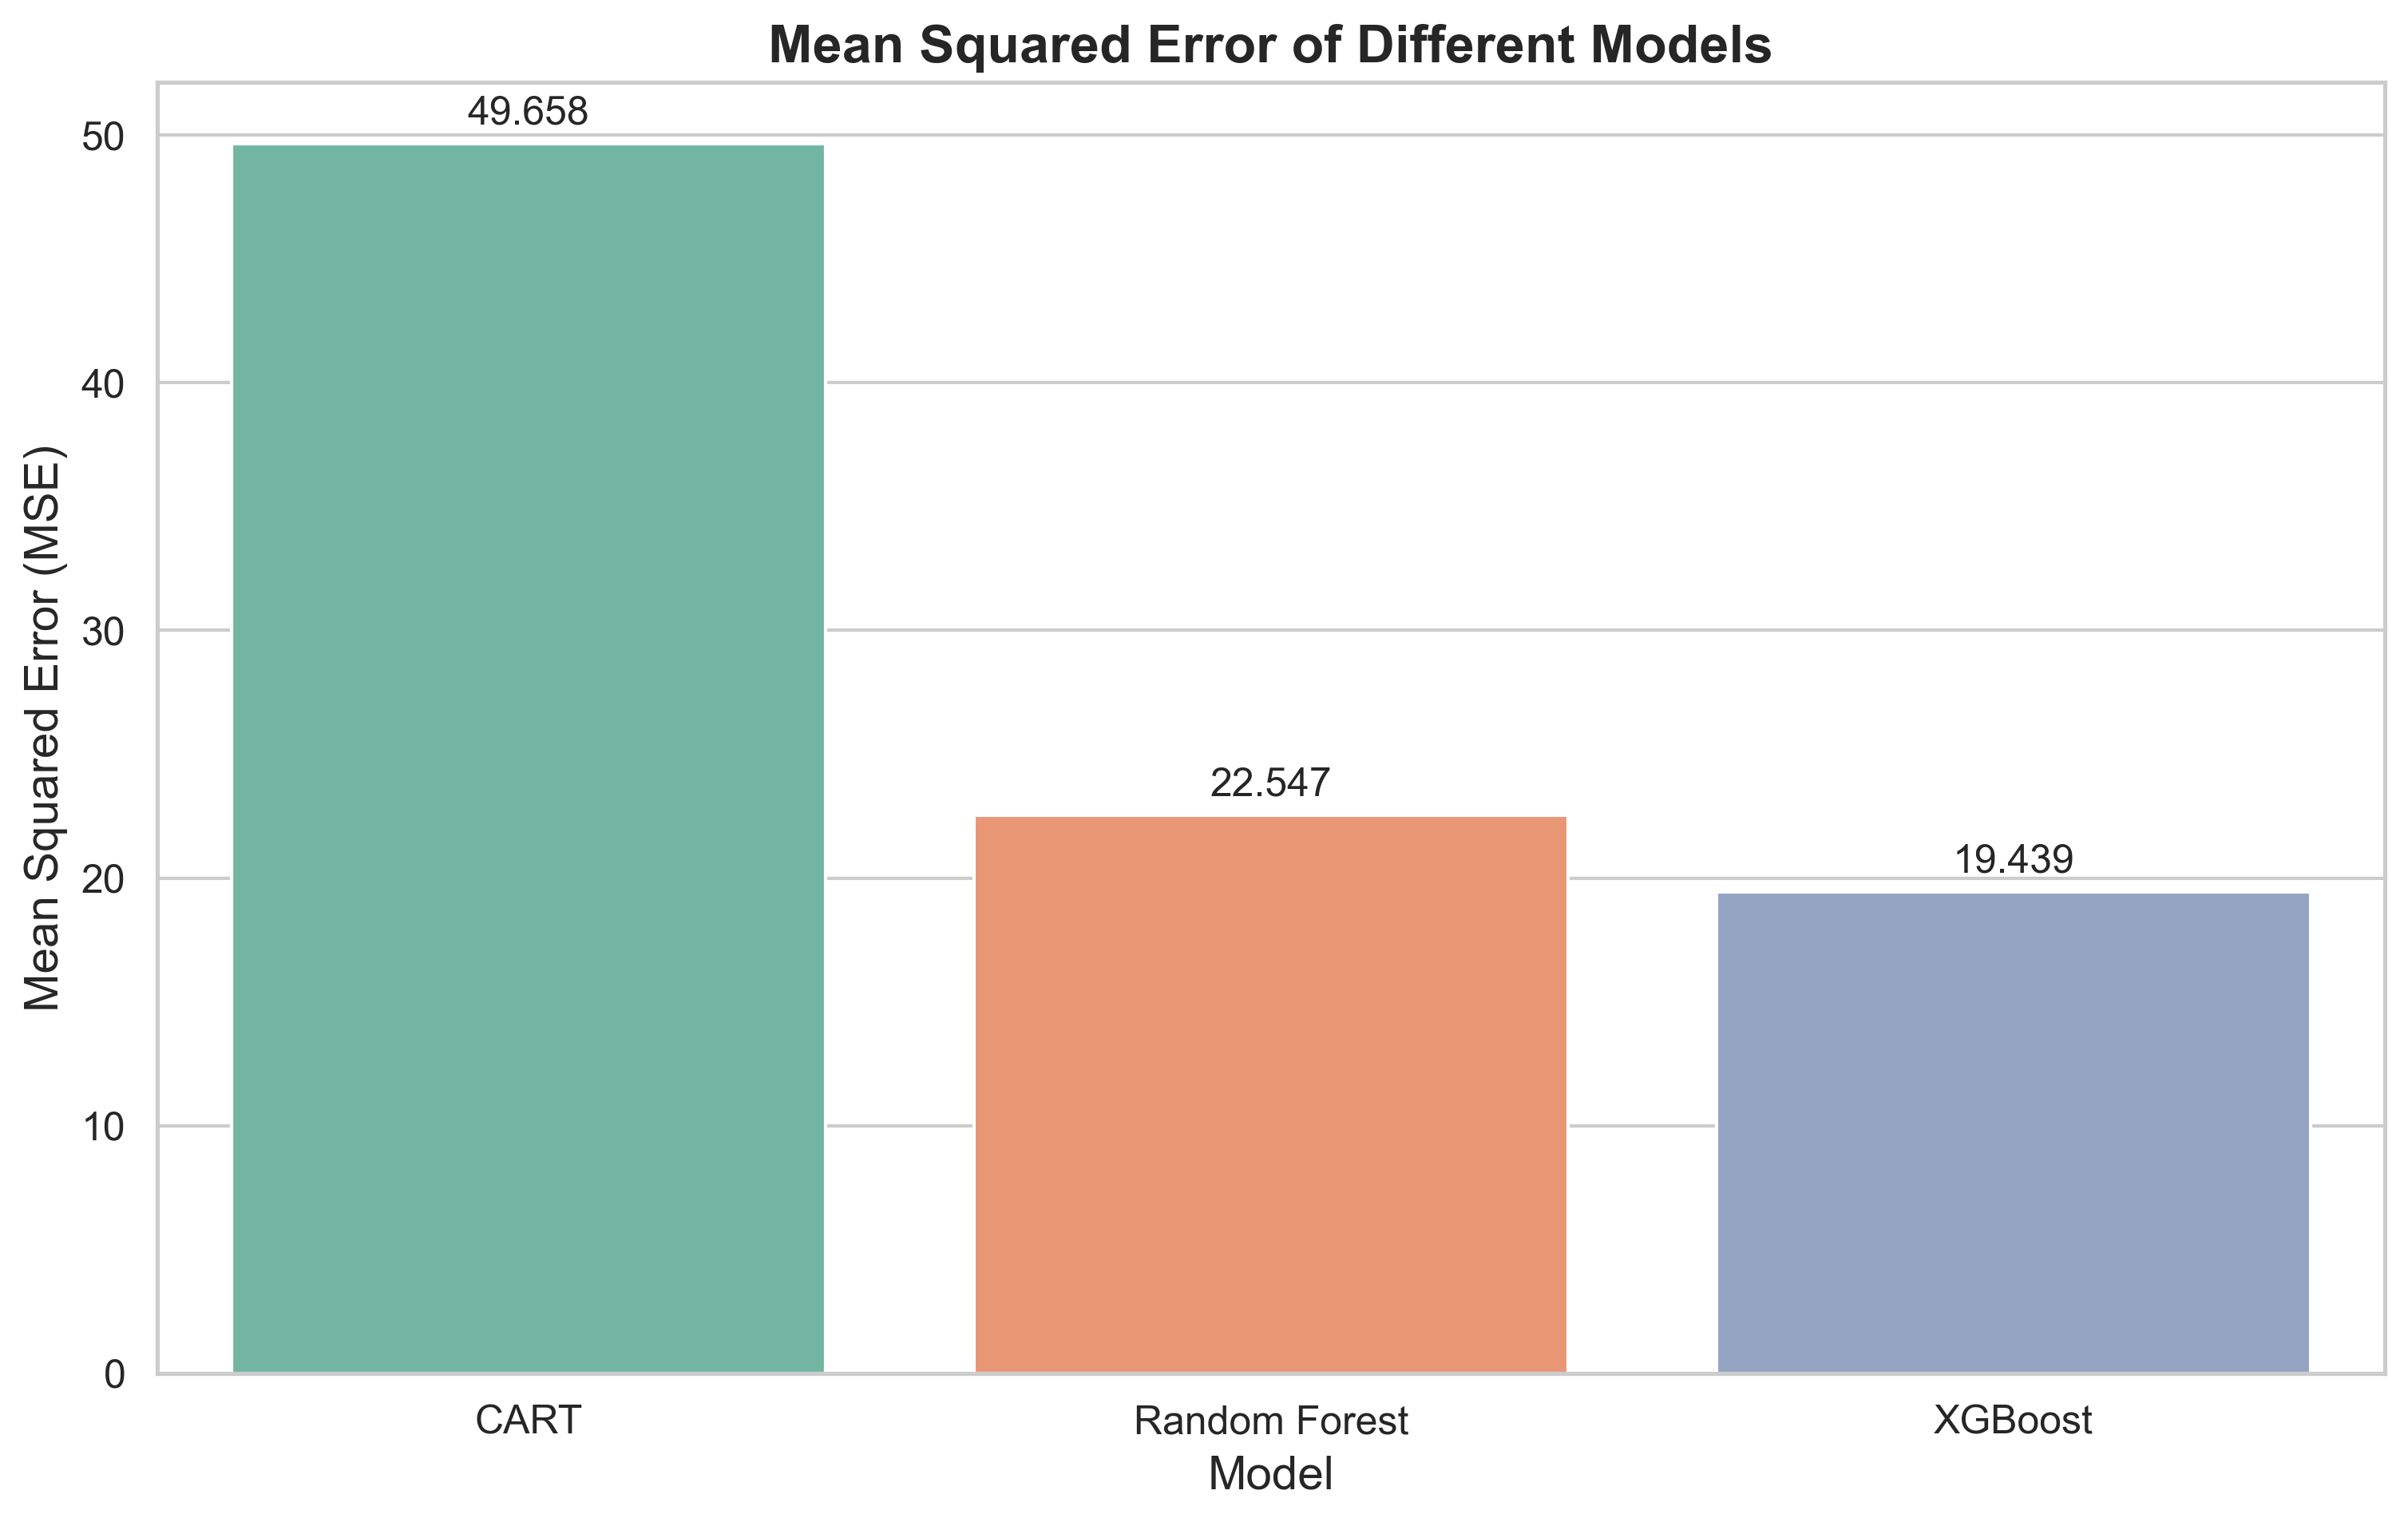 Mean Squared Error of Different Models
Mean Squared Error (MSE)
50
40
30
20
10
0
49.658
22.547
19.439
CART
Random Forest
XGBoost
Model